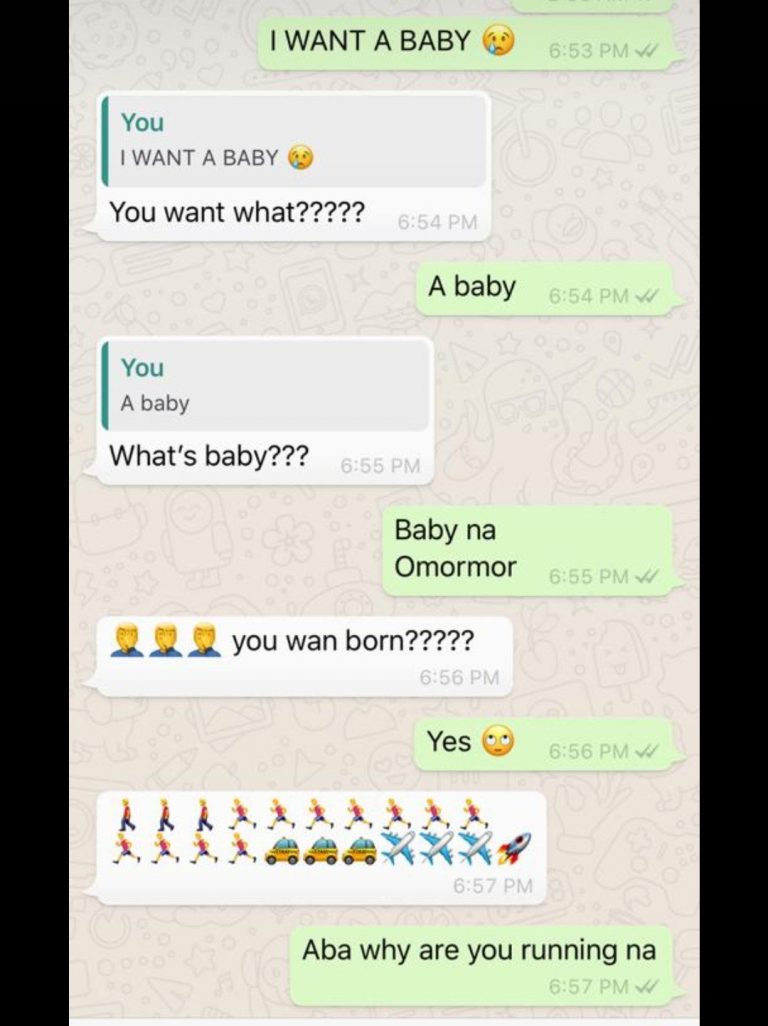 I WANT A BABY 😢
6:53 PM
You
I WANT A BABY 😢
You want what?????
6:54 PM
A baby
6:54 PM
You
A baby
What's baby???
6:55 PM
Baby na
Omormor
6:55 PM
🤦‍♂️🤦‍♂️🤦‍♂️ you wan born?????
6:56 PM
Yes 🙄
6:56 PM
🚶🚶🚶🏃🏃🏃🏃🏃🏃🏃
🏃🏃🏃🏃🚕🚕🚕✈️✈️✈️🚀
6:57 PM
Aba why are you running na
6:57 PM